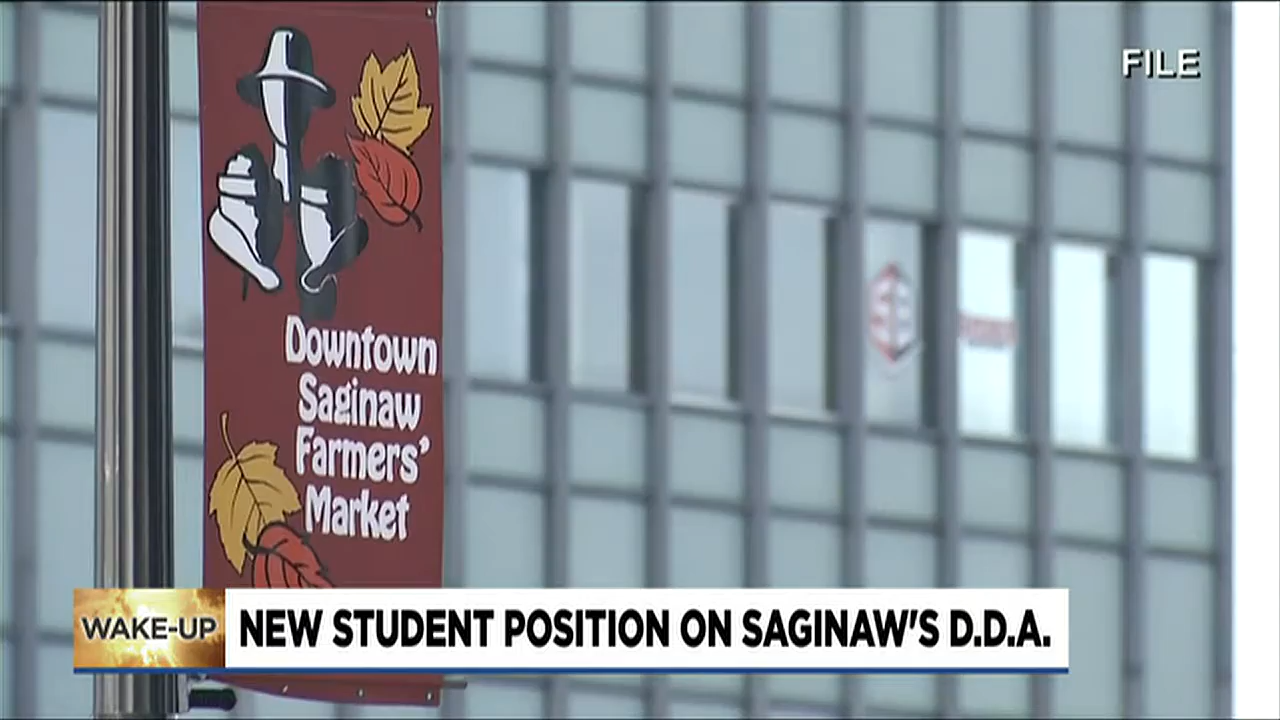 FILE
Downtown
Saginaw
Farmers'
Market
WAKE-UP
NEW STUDENT POSITION ON SAGINAW'S D.D.A.